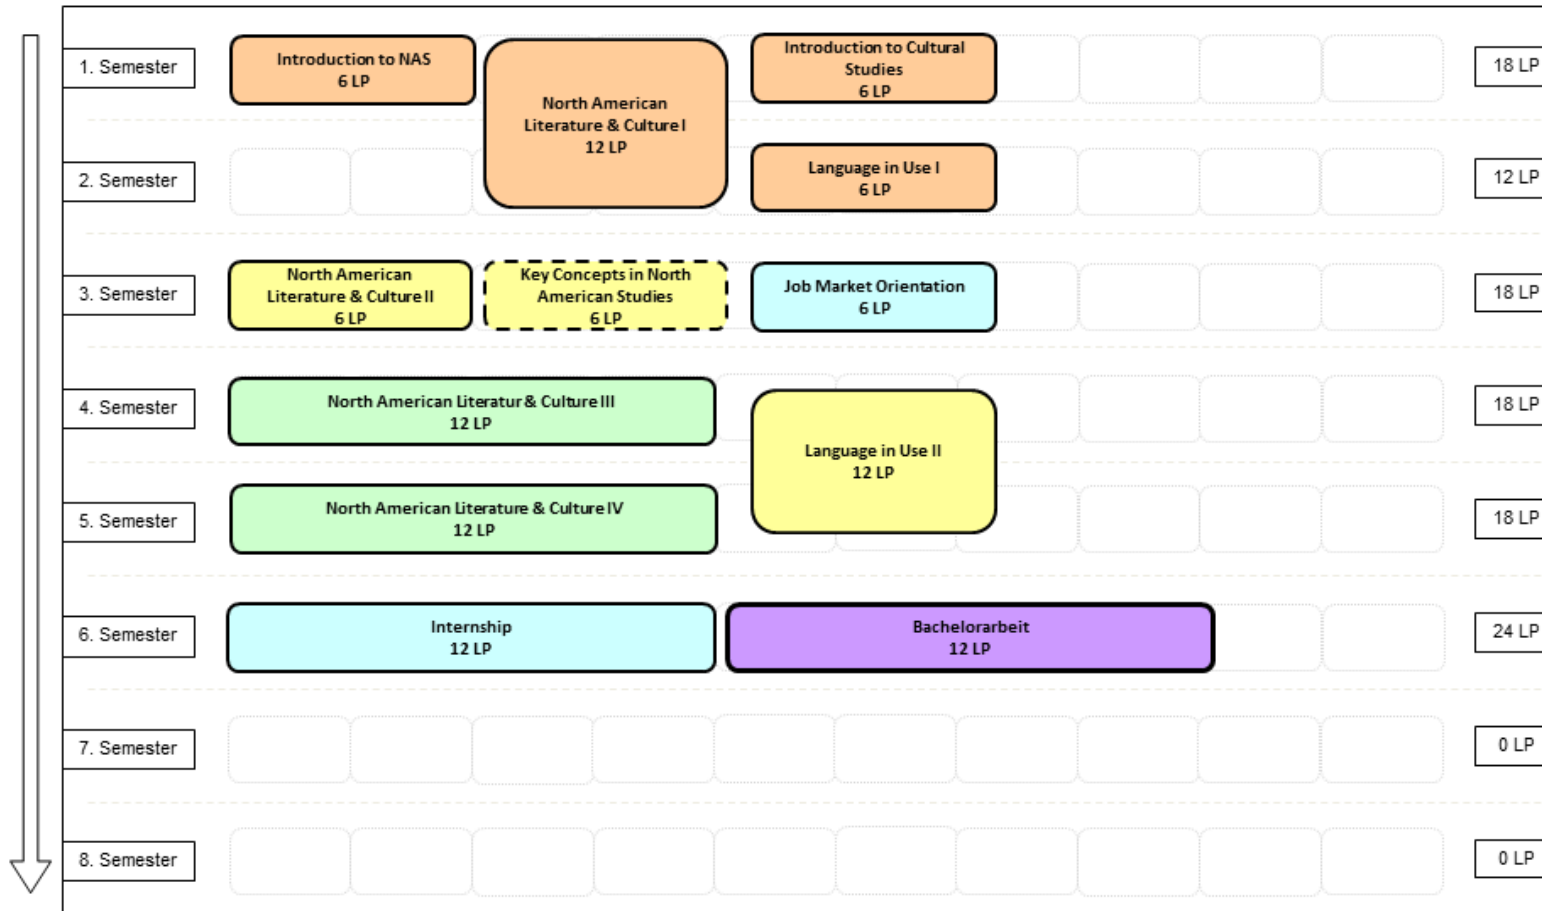 1. Semester
Introduction to NAS
6 LP
North American
Literature & Culture I
12 LP
Introduction to Cultural
Studies
6 LP
18 LP
2. Semester
Language in Use I
6 LP
12 LP
3. Semester
North American
Literature & Culture II
6 LP
Key Concepts in North
American Studies
6 LP
Job Market Orientation
6 LP
18 LP
4. Semester
North American Literatur & Culture III
12 LP
Language in Use II
12 LP
18 LP
5. Semester
North American Literature & Culture IV
12 LP
18 LP
6. Semester
Internship
12 LP
Bachelorarbeit
12 LP
24 LP
7. Semester
0 LP
8. Semester
0 LP